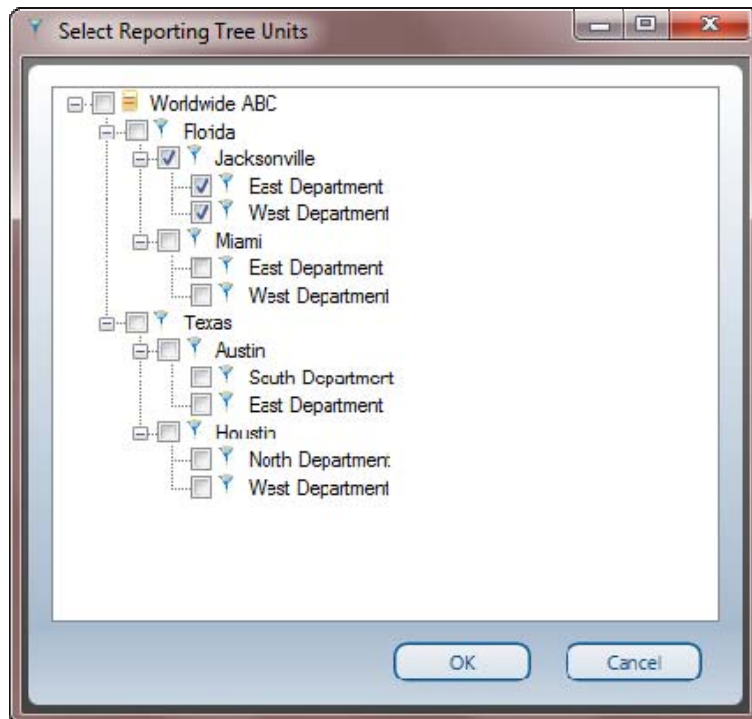 Select Reporting Tree Units
Worldwide ABC
Florida
Jacksonville
East Department
West Department
Miami
East Department
West Department
Texas
Austin
South Department
East Department
Houstin
North Department
West Department
OK
Cancel